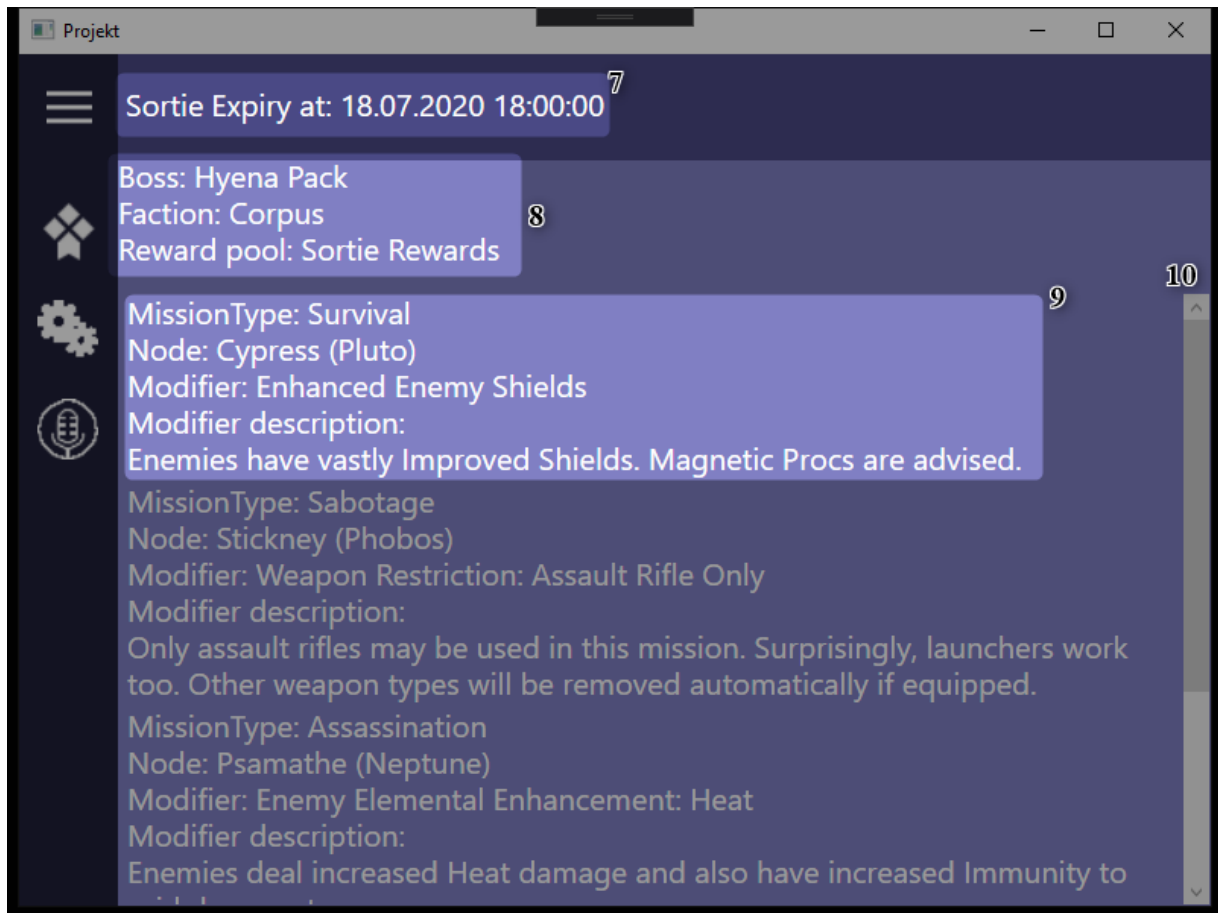 Projekt
Sortie Expiry at: 18.07.2020 18:00:00
7
Boss: Hyena Pack
Faction: Corpus
Reward pool: Sortie Rewards
8
10
9
MissionType: Survival
Node: Cypress (Pluto)
Modifier: Enhanced Enemy Shields
Modifier description:
Enemies have vastly Improved Shields. Magnetic Procs are advised.
MissionType: Sabotage
Node: Stickney (Phobos)
Modifier: Weapon Restriction: Assault Rifle Only
Modifier description:
Only assault rifles may be used in this mission. Surprisingly, launchers work
too. Other weapon types will be removed automatically if equipped.
MissionType: Assassination
Node: Psamathe (Neptune)
Modifier: Enemy Elemental Enhancement: Heat
Modifier description:
Enemies deal increased Heat damage and also have increased Immunity to